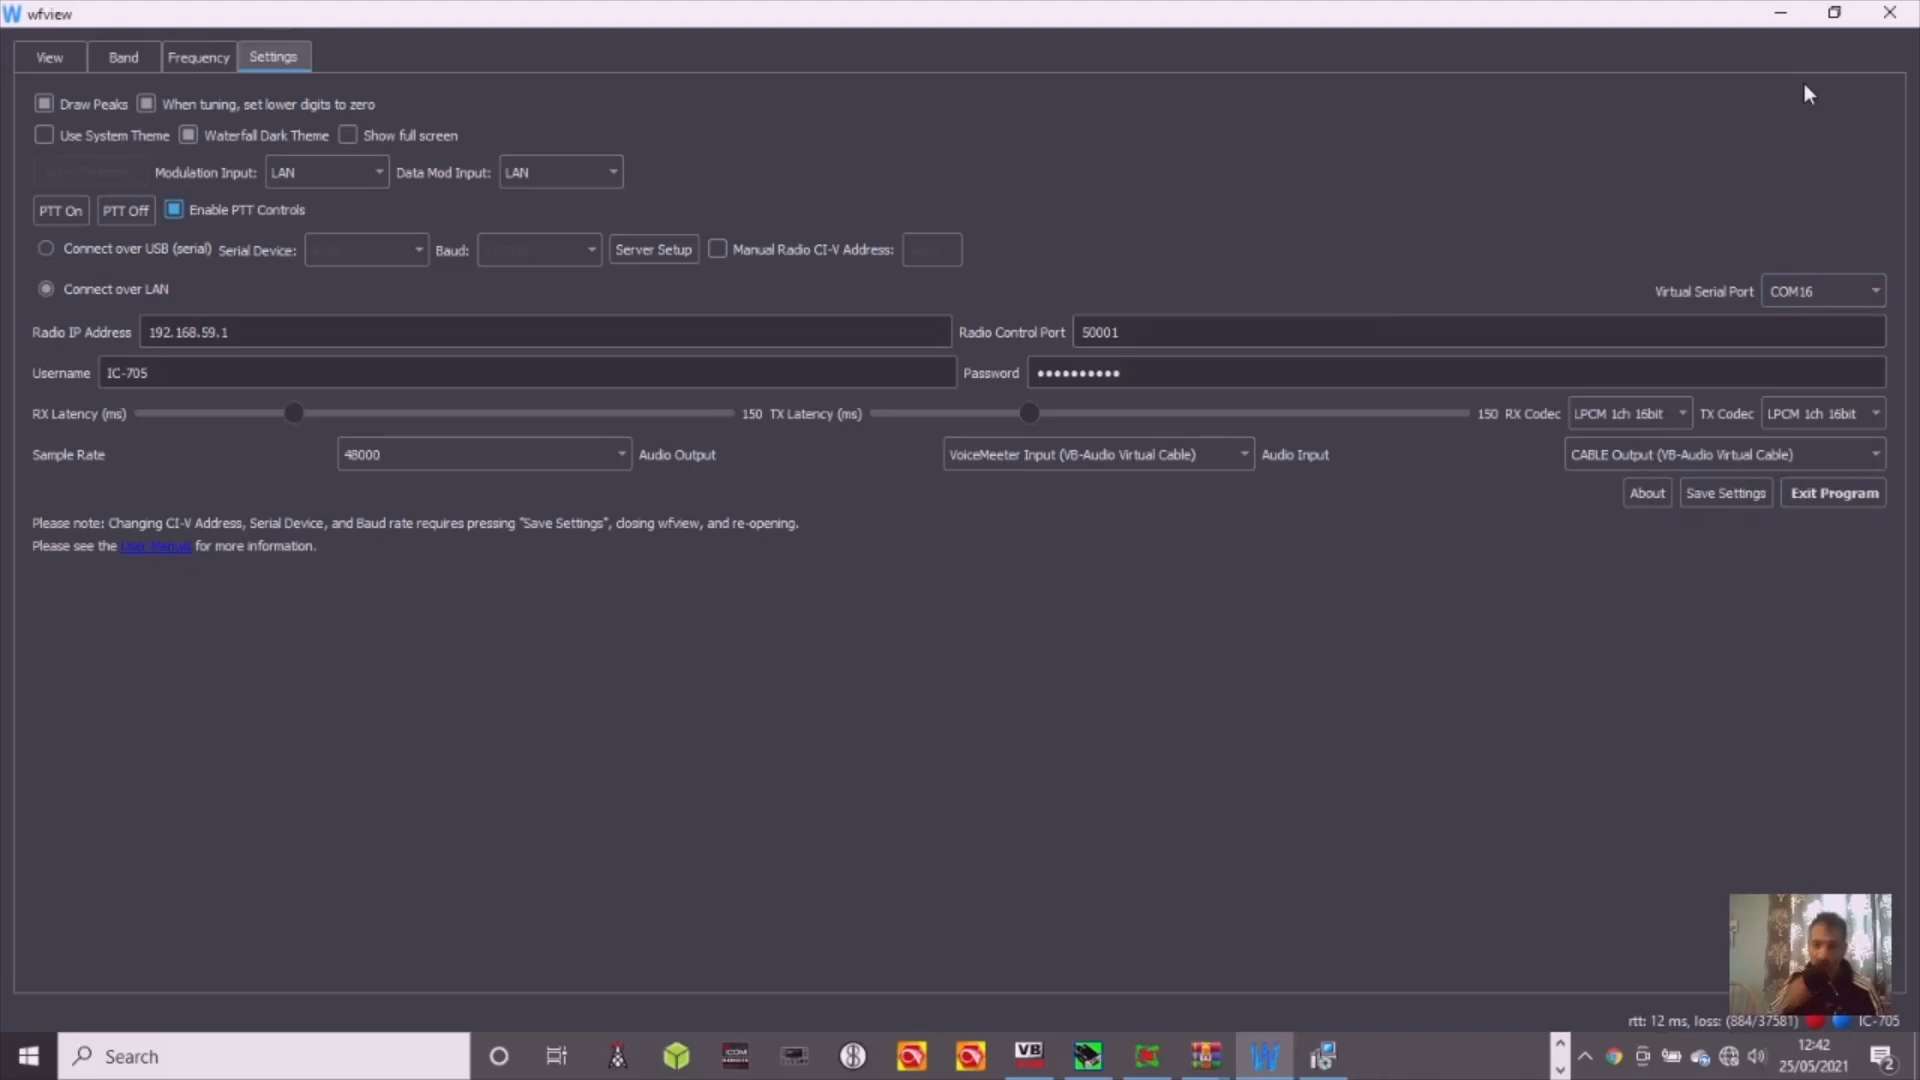 wfview
View Band Frequency Settings
Draw Peaks When tuning, set lower digits to zero
Use System Theme Waterfall Dark Theme Show full screen
Modulation Input: LAN Data Mod Input: LAN
PTT On PTT Off Enable PTT Controls
Connect over USB (serial) Serial Device: Baud: Server Setup Manual Radio CI-V Address:
Connect over LAN Virtual Serial Port COM16
Radio IP Address 192.168.59.1 Radio Control Port 50001
Username IC-705 Password ●●●●●●●●●●
RX Latency (ms) 150 TX Latency (ms) 150 RX Codec LPCM 1ch 16bit TX Codec LPCM 1ch 16bit
Sample Rate 48000 Audio Output VoiceMeeter Input (VB-Audio Virtual Cable) Audio Input CABLE Output (VB-Audio Virtual Cable)
About Save Settings Exit Program
Please note: Changing CI-V Address, Serial Device, and Baud rate requires pressing "Save Settings", closing wfview, and re-opening.
Please see the User Manual for more information.
rtt: 12 ms, loss: (884/37581) IC-705
Search
VB
12:42
25/05/2021
2